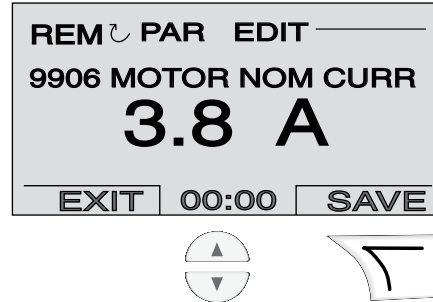 REM PAR EDIT
9906 MOTOR NOM CURR
3.8 A
EXIT 00:00 SAVE